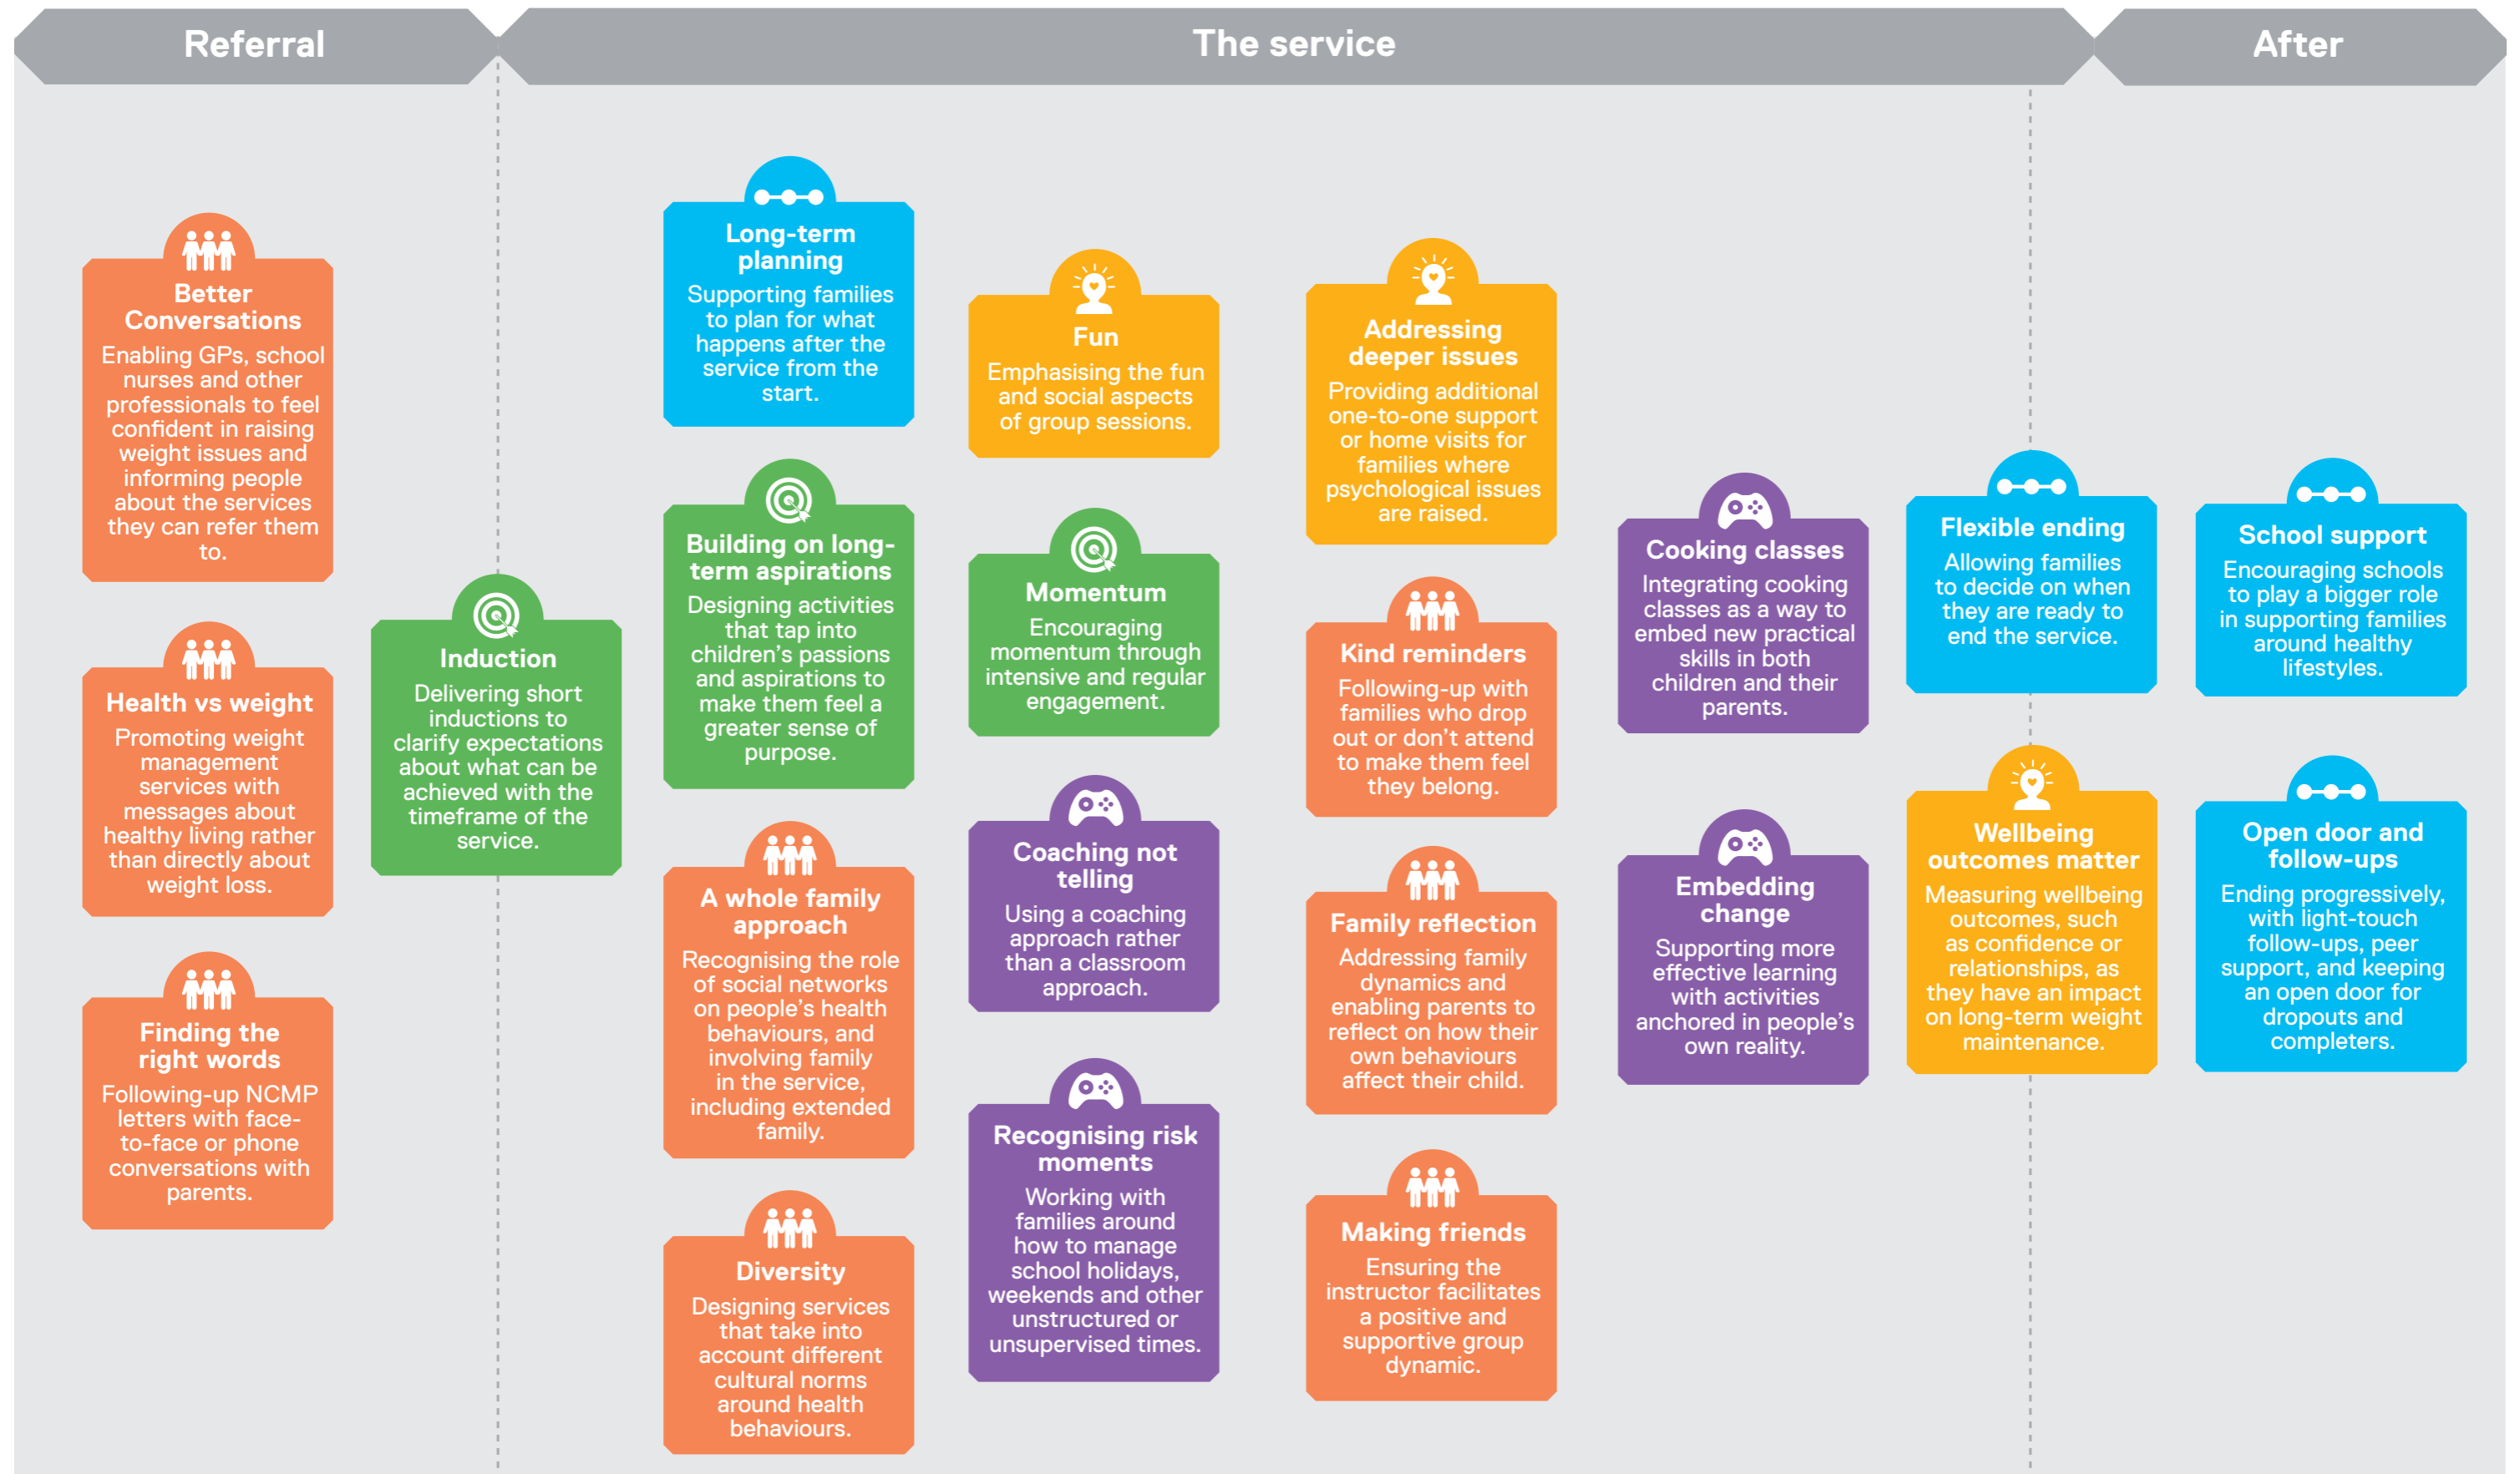 Referral
The service
After
Better
Conversations
Enabling GPs, school
nurses and other
professionals to feel
confident in raising
weight issues and
informing people
about the services
they can refer them
to.
Health vs weight
Promoting weight
management
services with
messages about
healthy living rather
than directly about
weight loss.
Finding the
right words
Following-up NCMP
letters with face-
to-face or phone
conversations with
parents.
Induction
Delivering short
inductions to
clarify expectations
about what can be
achieved with the
timeframe of the
service.
Long-term
planning
Supporting families
to plan for what
happens after the
service from the
start.
Building on long-
term aspirations
Designing activities
that tap into
children's passions
and aspirations to
make them feel a
greater sense of
purpose.
A whole family
approach
Recognising the role
of social networks
on people's health
behaviours, and
involving family
in the service,
including extended
family.
Diversity
Designing services
that take into
account different
cultural norms
around health
behaviours.
Fun
Emphasising the fun
and social aspects
of group sessions.
Momentum
Encouraging
momentum through
intensive and regular
engagement.
Coaching not
telling
Using a coaching
approach rather
than a classroom
approach.
Recognising risk
moments
Working with
families around
how to manage
school holidays,
weekends and other
unstructured or
unsupervised times.
Addressing
deeper issues
Providing additional
one-to-one support
or home visits for
families where
psychological issues
are raised.
Kind reminders
Following-up with
families who drop
out or don't attend
to make them feel
they belong.
Family reflection
Addressing family
dynamics and
enabling parents to
reflect on how their
own behaviours
affect their child.
Making friends
Ensuring the
instructor facilitates
a positive and
supportive group
dynamic.
Cooking classes
Integrating cooking
classes as a way to
embed new practical
skills in both
children and their
parents.
Embedding
change
Supporting more
effective learning
with activities
anchored in people's
own reality.
Flexible ending
Allowing families
to decide on when
they are ready to
end the service.
Wellbeing
outcomes matter
Measuring wellbeing
outcomes, such
as confidence or
relationships, as
they have an impact
on long-term weight
maintenance.
School support
Encouraging schools
to play a bigger role
in supporting families
around healthy
lifestyles.
Open door and
follow-ups
Ending progressively,
with light-touch
follow-ups, peer
support, and keeping
an open door for
dropouts and
completers.